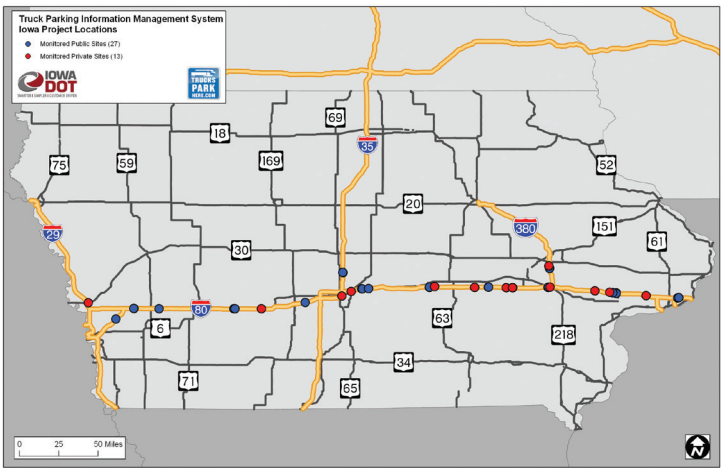 Truck Parking Information Management System
Iowa Project Locations
Monitored Public Sites (27)
Monitored Private Sites (13)
IOWA
DOT
TRUCKS
PARK
HERE.COM
69
18
35
75
59
169
52
20
29
380
151
61
30
80
6
63
218
34
71
65
0 25 50 Miles
N